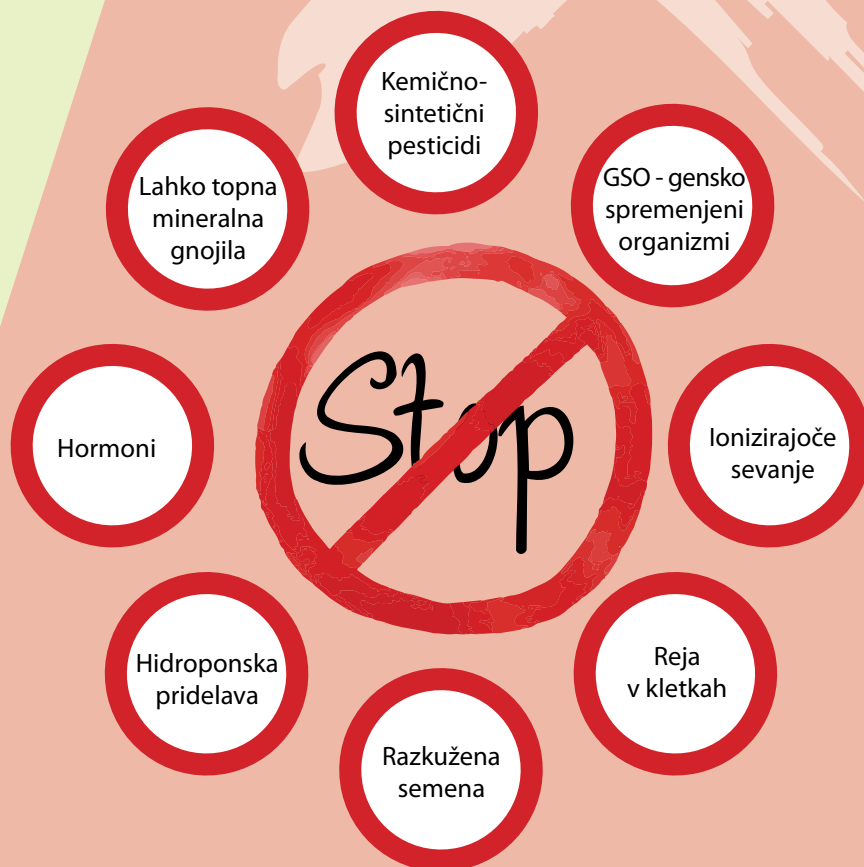 Kemično-
sintetični
pesticidi
GSO - gensko
spremenjeni
organizmi
Ionizirajoče
sevanje
Reja
v kletkah
Razkužena
semena
Hidroponska
pridelava
Hormoni
Lahko topna
mineralna
gnojila
Stop